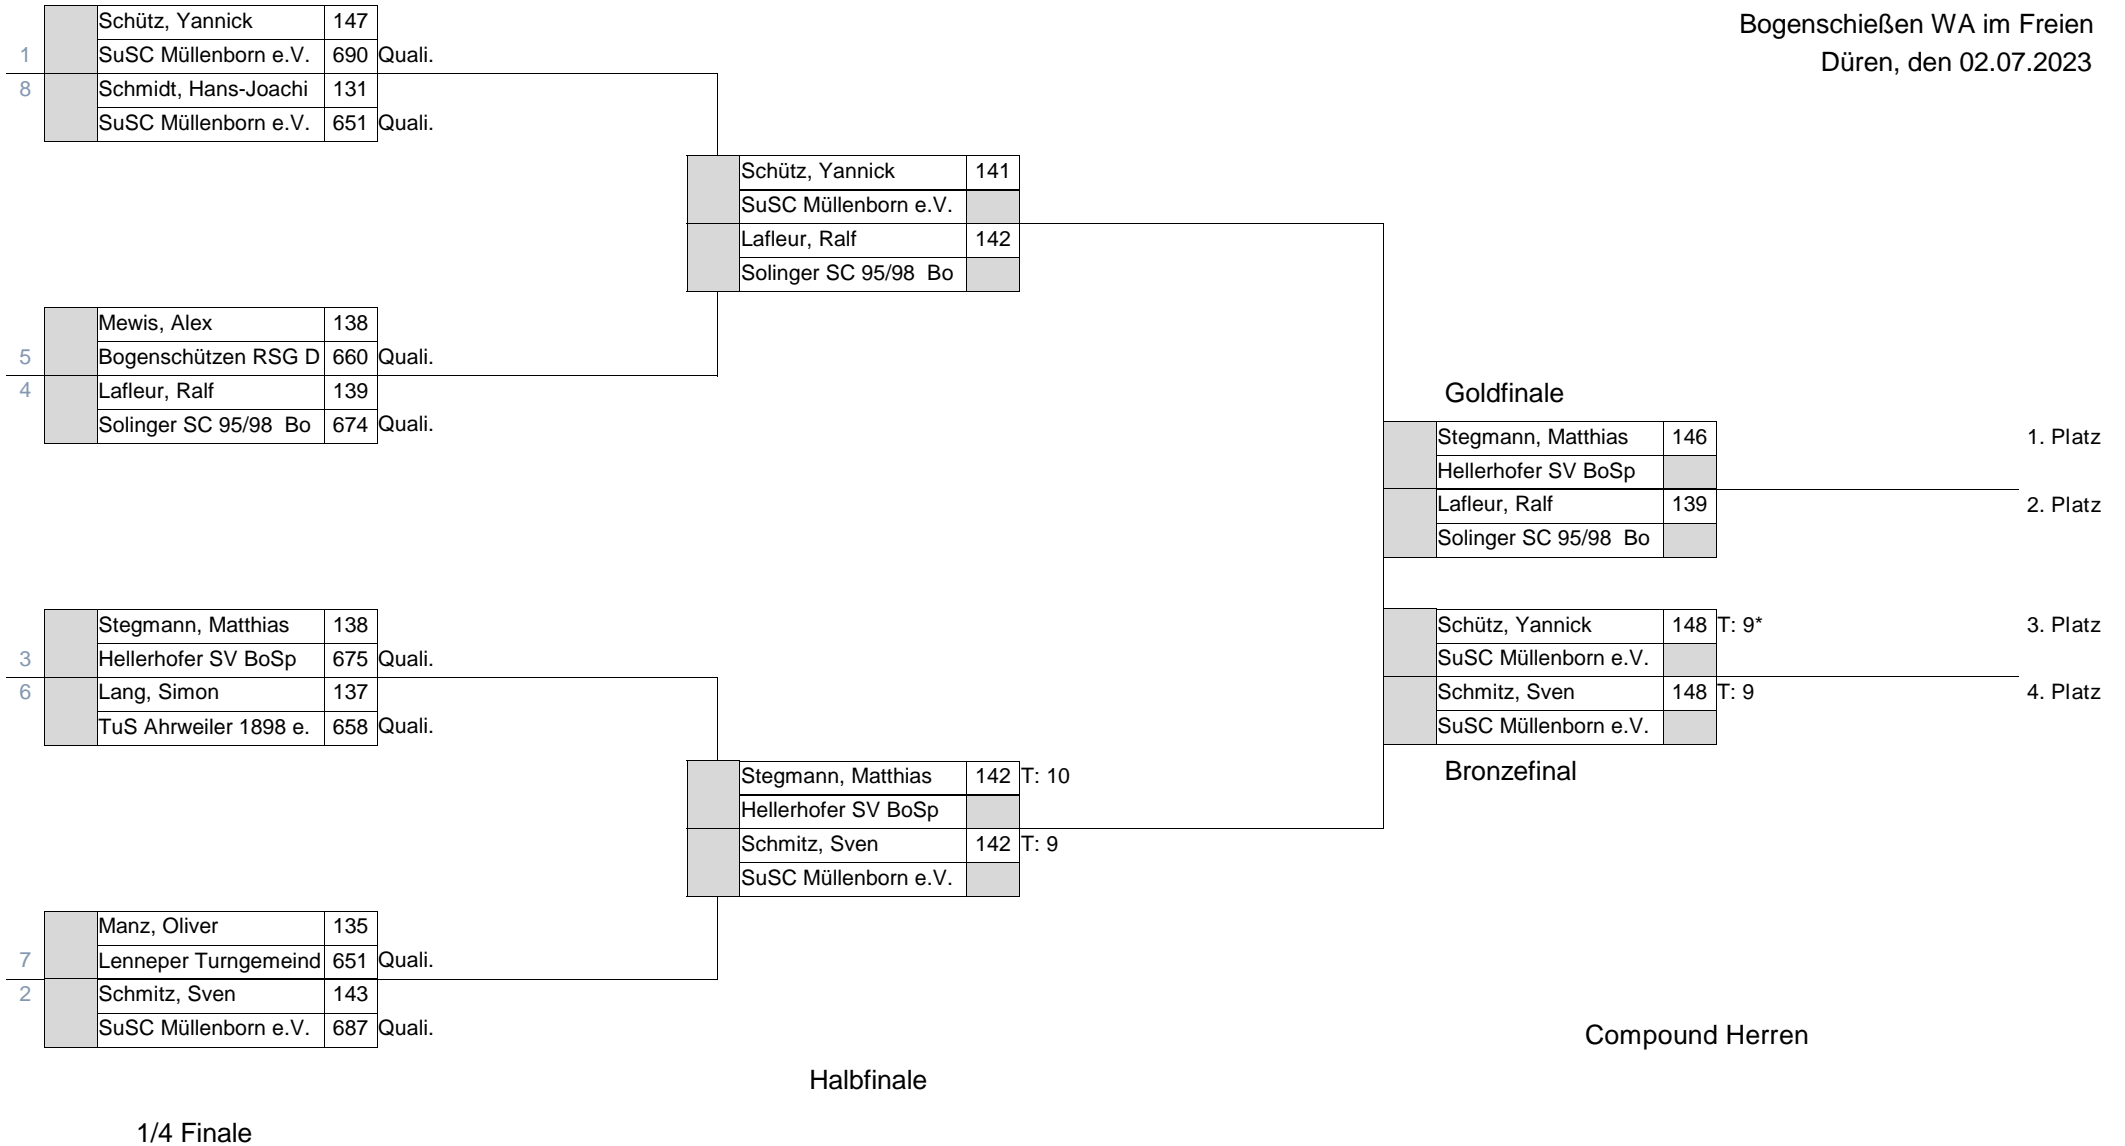 Bogenschießen WA im Freien
Düren, den 02.07.2023
Schütz, Yannick 147
1 SuSC Müllenborn e.V. 690 Quali.
8 Schmidt, Hans-Joachi 131
SuSC Müllenborn e.V. 651 Quali.
Mewis, Alex 138
5 Bogenschützen RSG D 660 Quali.
4 Lafleur, Ralf 139
Solinger SC 95/98 Bo 674 Quali.
Stegmann, Matthias 138
3 Hellerhofer SV BoSp 675 Quali.
6 Lang, Simon 137
TuS Ahrweiler 1898 e. 658 Quali.
Manz, Oliver 135
7 Lenneper Turngemeind 651 Quali.
2 Schmitz, Sven 143
SuSC Müllenborn e.V. 687 Quali.
1/4 Finale
Schütz, Yannick 141
SuSC Müllenborn e.V.
Lafleur, Ralf 142
Solinger SC 95/98 Bo
Stegmann, Matthias 142 T: 10
Hellerhofer SV BoSp
Schmitz, Sven 142 T: 9
SuSC Müllenborn e.V.
Halbfinale
Goldfinale
Stegmann, Matthias 146 1. Platz
Hellerhofer SV BoSp
Lafleur, Ralf 139 2. Platz
Solinger SC 95/98 Bo
Schütz, Yannick 148 T: 9* 3. Platz
SuSC Müllenborn e.V.
Schmitz, Sven 148 T: 9 4. Platz
SuSC Müllenborn e.V.
Bronzefinal
Compound Herren